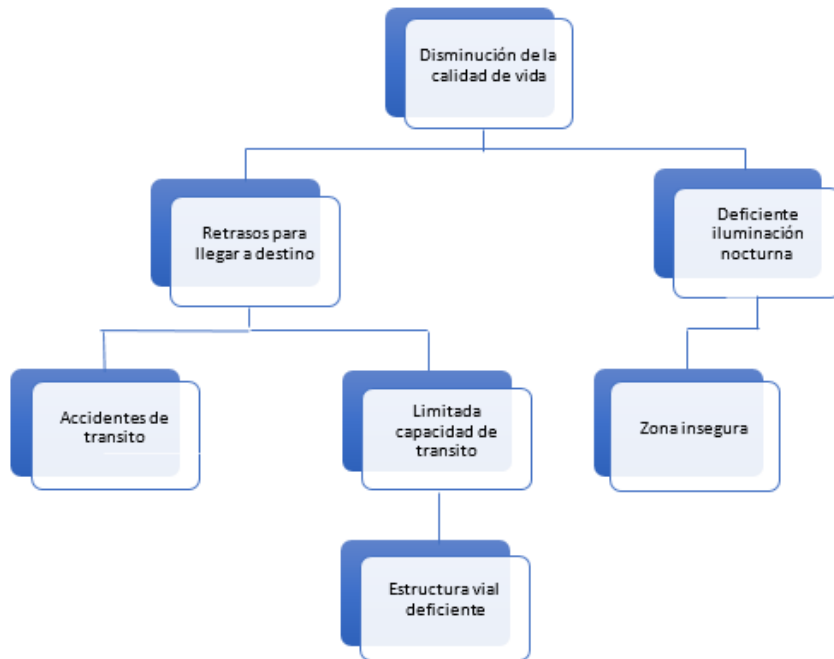 Disminución de la
calidad de vida
Retrasos para
llegar a destino
Deficiente
iluminación
nocturna
Accidentes de
transito
Limitada
capacidad de
transito
Zona insegura
Estructura vial
deficiente